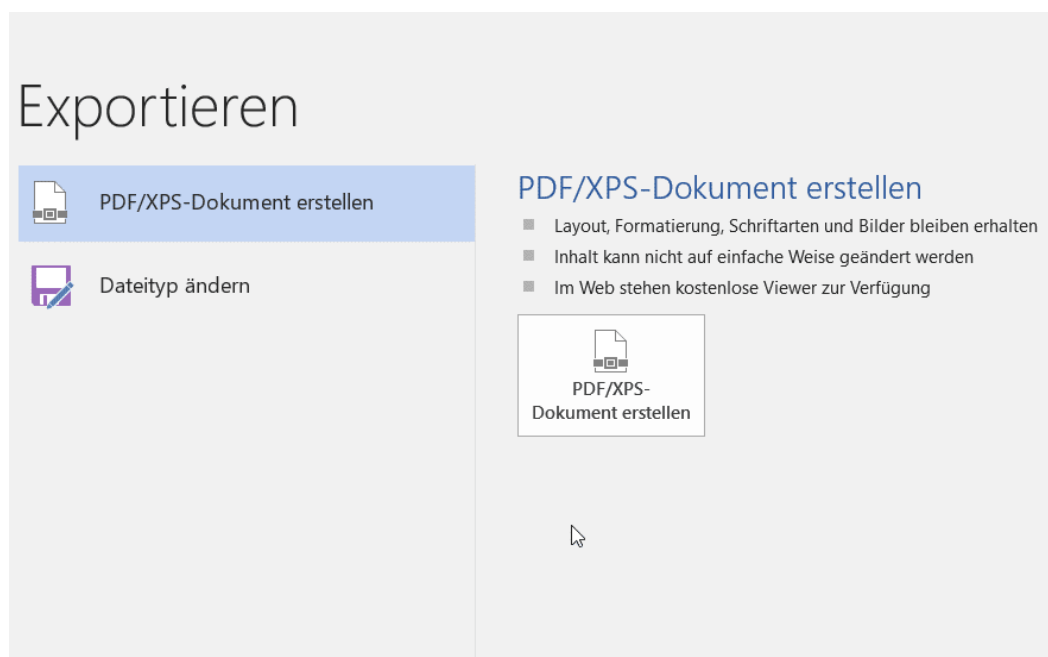 Exportieren
PDF/XPS-Dokument erstellen
Dateityp ändern
PDF/XPS-Dokument erstellen
Layout, Formatierung, Schriftarten und Bilder bleiben erhalten
Inhalt kann nicht auf einfache Weise geändert werden
Im Web stehen kostenlose Viewer zur Verfügung
PDF/XPS-
Dokument erstellen